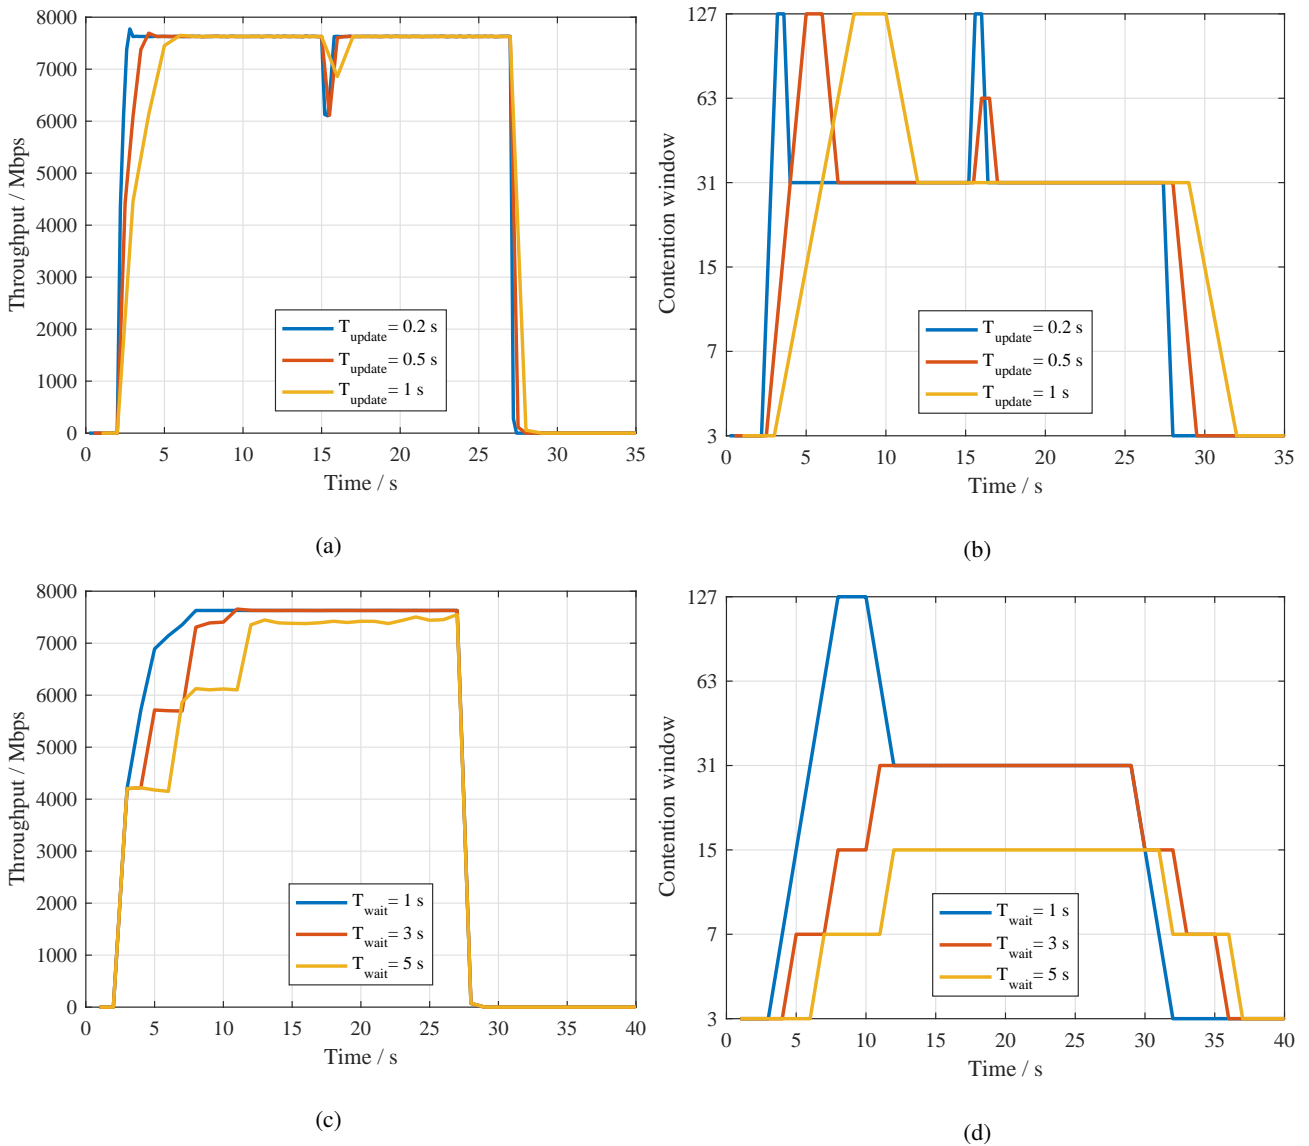 8000
7000
6000
5000
4000
3000
2000
1000
0
Throughput / Mbps
T_update= 0.2 s
T_update= 0.5 s
T_update= 1 s
0 5 10 15 20 25 30 35
Time / s
(a)
127
63
31
15
7
3
Contention window
T_update= 0.2 s
T_update= 0.5 s
T_update= 1 s
0 5 10 15 20 25 30 35
Time / s
(b)
8000
7000
6000
5000
4000
3000
2000
1000
0
Throughput / Mbps
T_wait= 1 s
T_wait= 3 s
T_wait= 5 s
0 5 10 15 20 25 30 35 40
Time / s
(c)
127
63
31
15
7
3
Contention window
T_wait= 1 s
T_wait= 3 s
T_wait= 5 s
0 5 10 15 20 25 30 35 40
Time / s
(d)